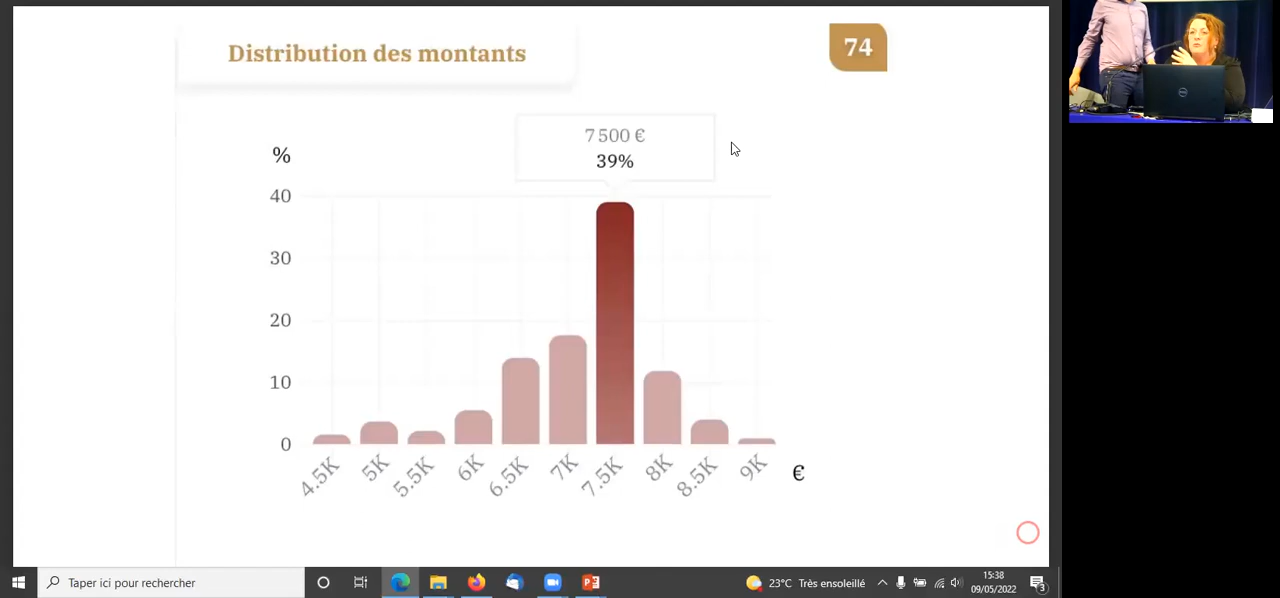 Distribution des montants
74
7 500 €
39%
%
40
30
20
10
0
4.5K 5K 5.5K 6K 6.5K 7K 7.5K 8K 8.5K 9K €
Taper ici pour rechercher
23°C Très ensoleillé
15:38
09/05/2022
3